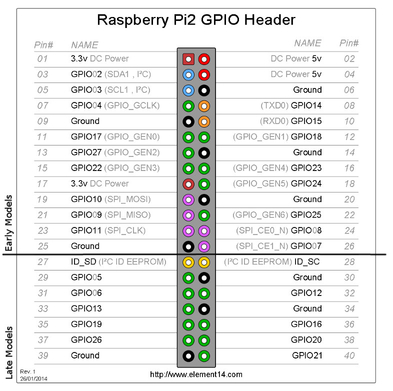 Raspberry Pi2 GPIO Header
Pin# NAME NAME Pin#
01 3.3v DC Power DC Power 5v 02
03 GPIO02 (SDA1 , I²C) DC Power 5v 04
05 GPIO03 (SCL1 , I²C) Ground 06
07 GPIO04 (GPIO_GCLK) (TXD0) GPIO14 08
09 Ground (RXD0) GPIO15 10
11 GPIO17 (GPIO_GEN0) (GPIO_GEN1) GPIO18 12
13 GPIO27 (GPIO_GEN2) Ground 14
15 GPIO22 (GPIO_GEN3) (GPIO_GEN4) GPIO23 16
17 3.3v DC Power (GPIO_GEN5) GPIO24 18
19 GPIO10 (SPI_MOSI) Ground 20
21 GPIO09 (SPI_MISO) (GPIO_GEN6) GPIO25 22
23 GPIO11 (SPI_CLK) (SPI_CE0_N) GPIO08 24
25 Ground (SPI_CE1_N) GPIO07 26
Early Models
27 ID_SD (I²C ID EEPROM) (I²C ID EEPROM) ID_SC 28
29 GPIO05 Ground 30
31 GPIO06 GPIO12 32
33 GPIO13 Ground 34
35 GPIO19 GPIO16 36
37 GPIO26 GPIO20 38
39 Ground GPIO21 40
Late Models
Rev. 1
26/01/2014
http://www.element14.com